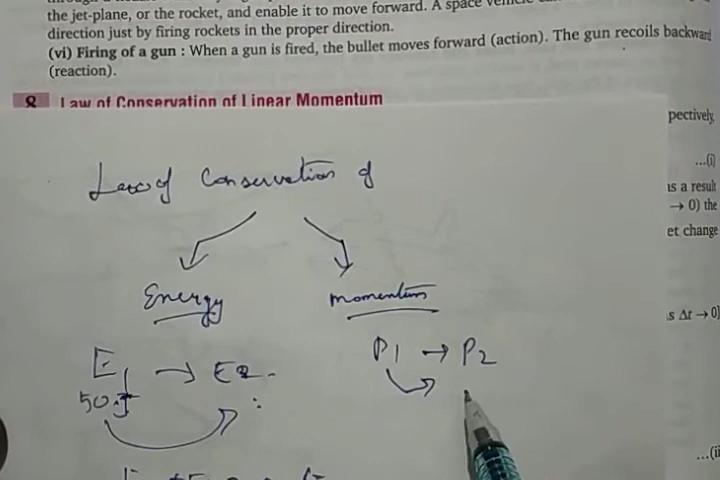 the jet-plane, or the rocket, and enable it to move forward. A space vehicle
direction just by firing rockets in the proper direction.
(vi) Firing of a gun : When a gun is fired, the bullet moves forward (action). The gun recoils backward
(reaction).
8 Law of Conservation of Linear Momentum
pectively,
...(i)
is a result
→ 0) the
et change
s Δt → 0]
...(ii
Law of Conservation of
Energy momentum
E1 → E2 P1 → P2
50J